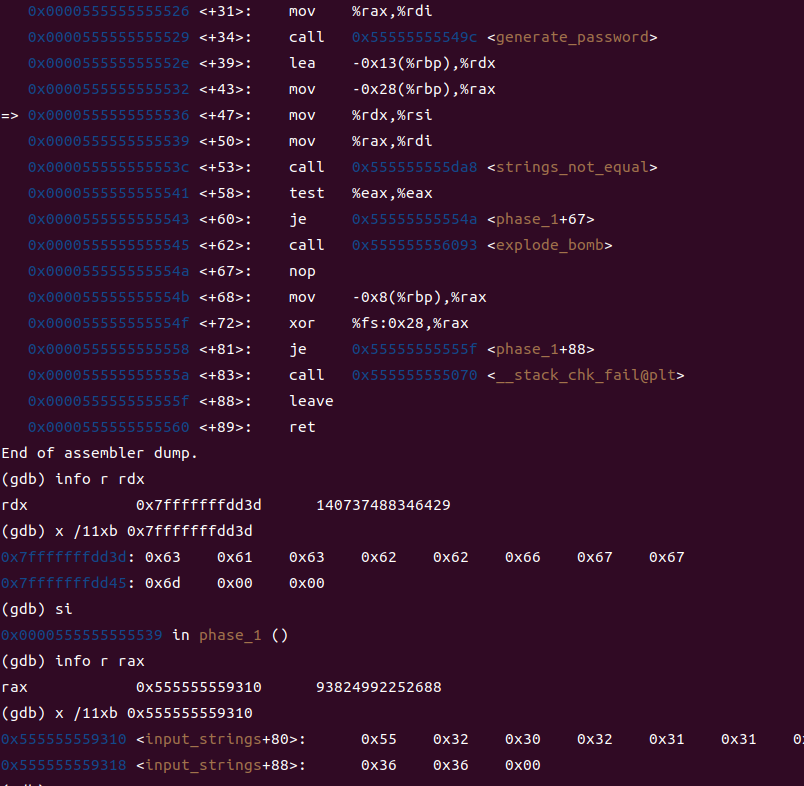 0x0000555555555526 <+31>: mov %rax,%rdi
0x0000555555555529 <+34>: call 0x55555555549c <generate_password>
0x000055555555552e <+39>: lea -0x13(%rbp),%rdx
0x0000555555555532 <+43>: mov -0x28(%rbp),%rax
=> 0x0000555555555536 <+47>: mov %rdx,%rsi
0x0000555555555539 <+50>: mov %rax,%rdi
0x000055555555553c <+53>: call 0x555555555da8 <strings_not_equal>
0x0000555555555541 <+58>: test %eax,%eax
0x0000555555555543 <+60>: je 0x55555555554a <phase_1+67>
0x0000555555555545 <+62>: call 0x555555556093 <explode_bomb>
0x000055555555554a <+67>: nop
0x000055555555554b <+68>: mov -0x8(%rbp),%rax
0x000055555555554f <+72>: xor %fs:0x28,%rax
0x0000555555555558 <+81>: je 0x55555555555f <phase_1+88>
0x000055555555555a <+83>: call 0x555555555070 <__stack_chk_fail@plt>
0x000055555555555f <+88>: leave
0x0000555555555560 <+89>: ret
End of assembler dump.
(gdb) info r rdx
rdx 0x7fffffffdd3d 140737488346429
(gdb) x /11xb 0x7fffffffdd3d
0x7fffffffdd3d: 0x63 0x61 0x63 0x62 0x62 0x66 0x67 0x67
0x7fffffffdd45: 0x6d 0x00 0x00
(gdb) si
0x0000555555555539 in phase_1 ()
(gdb) info r rax
rax 0x555555559310 93824992252688
(gdb) x /11xb 0x555555559310
0x555555559310 <input_strings+80>: 0x55 0x32 0x30 0x32 0x31 0x31
0x555555559318 <input_strings+88>: 0x36 0x36 0x00